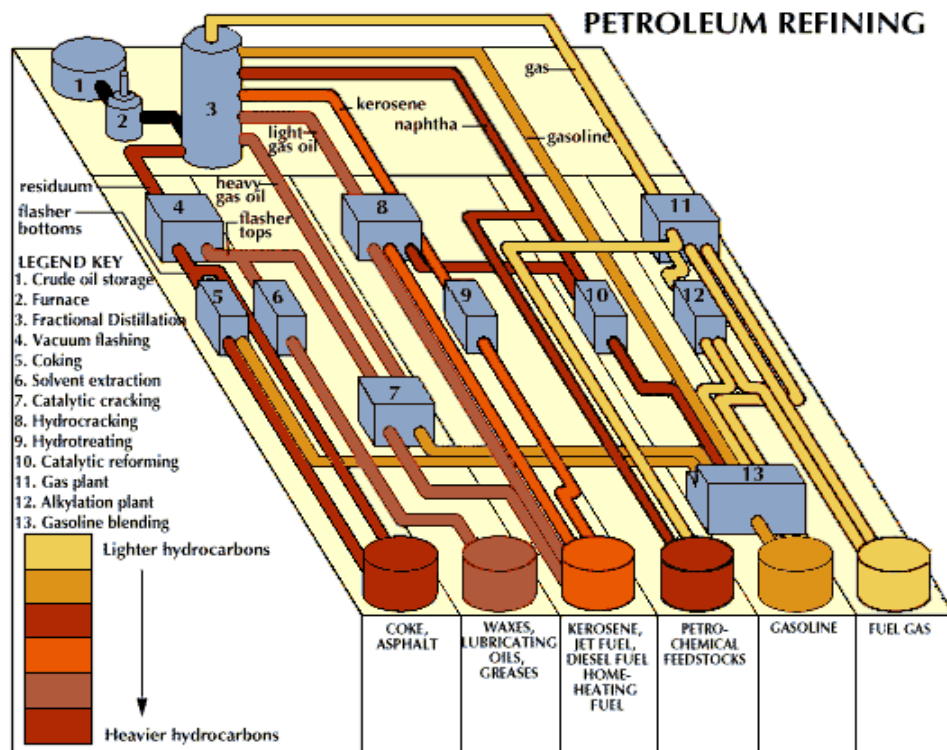 PETROLEUM REFINING
gas
kerosene
naphtha
light
gas oil
gasoline
1
2
3
residuum
heavy
gas oil
flasher
bottoms
flasher
tops
4
8
11
5
6
9
10
12
7
13
LEGEND KEY
1. Crude oil storage
2. Furnace
3. Fractional Distillation
4. Vacuum flashing
5. Coking
6. Solvent extraction
7. Catalytic cracking
8. Hydrocracking
9. Hydrotreating
10. Catalytic reforming
11. Gas plant
12. Alkylation plant
13. Gasoline blending
Lighter hydrocarbons
Heavier hydrocarbons
COKE,
ASPHALT
WAXES,
LUBRICATING
OILS,
GREASES
KEROSENE,
JET FUEL,
DIESEL FUEL
HOME-
HEATING
FUEL
PETRO-
CHEMICAL
FEEDSTOCKS
GASOLINE
FUEL GAS